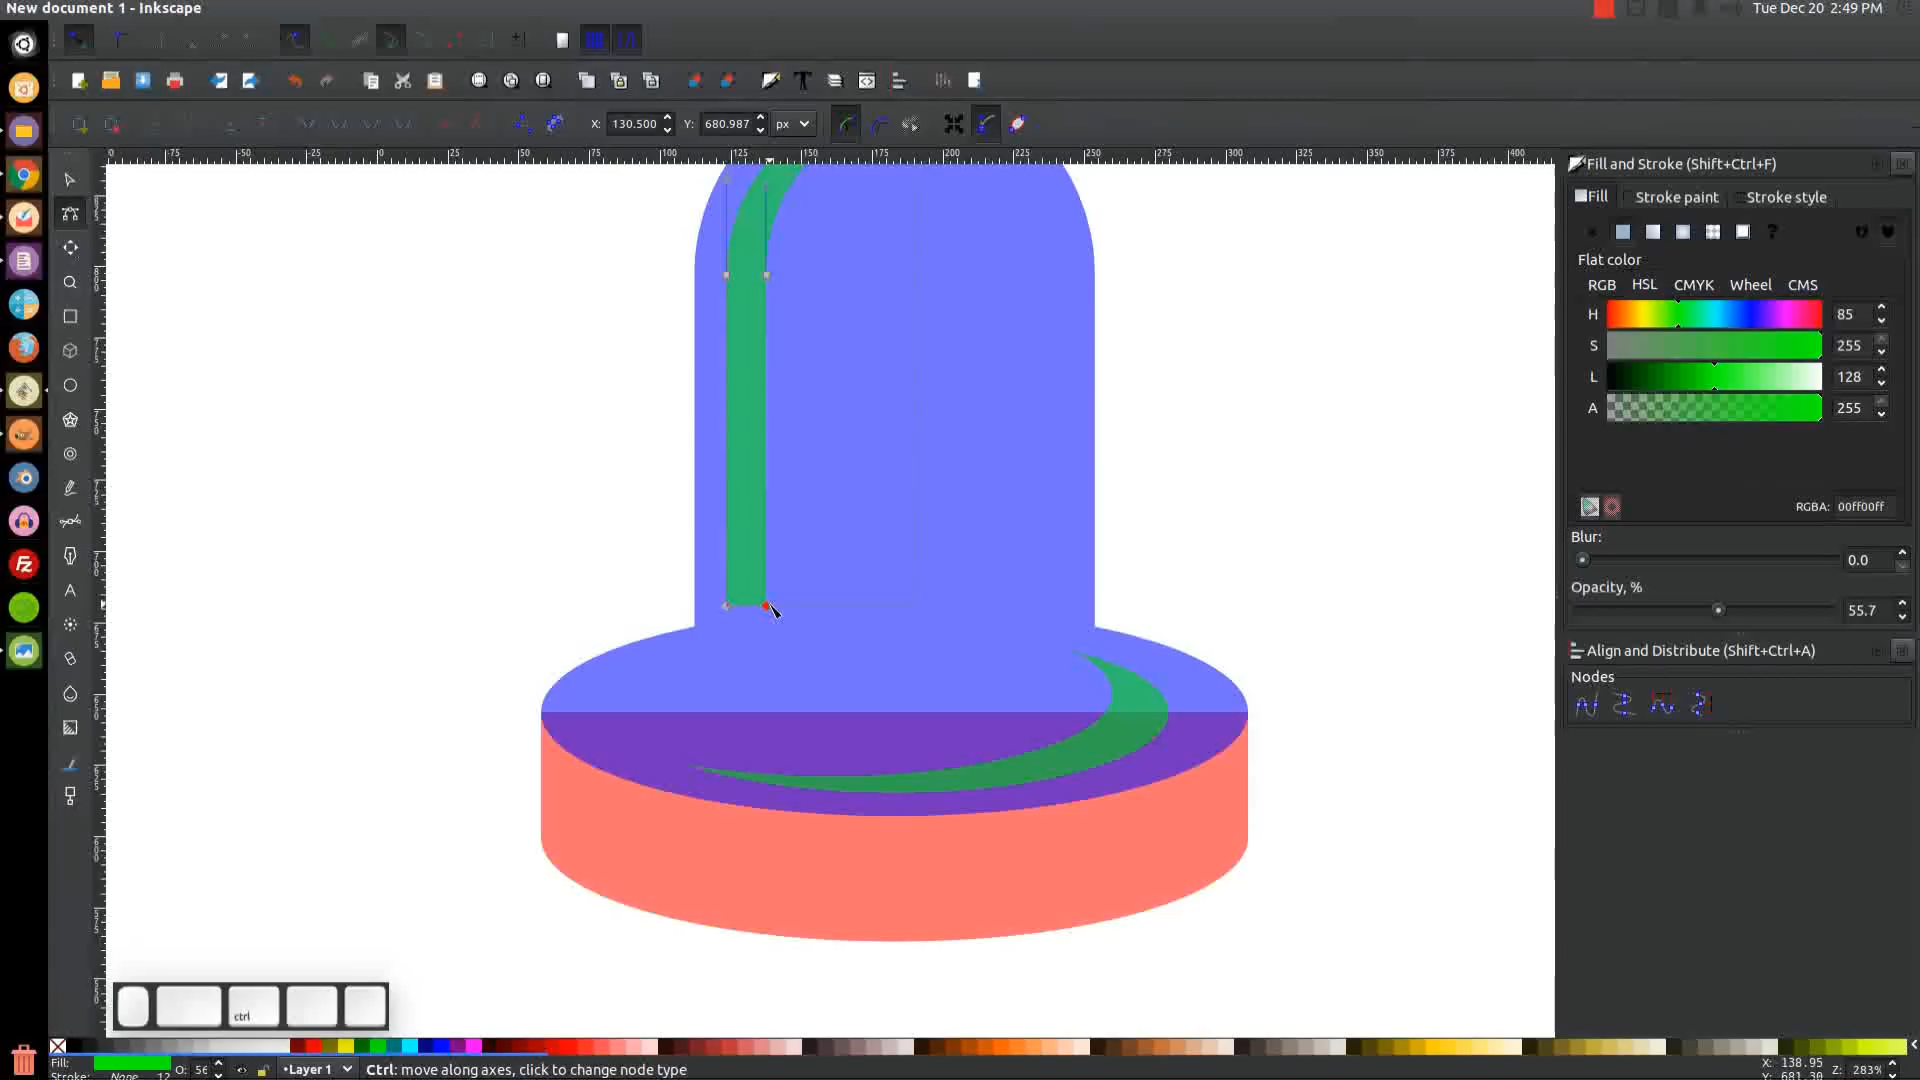 New document 1 - Inkscape
Tue Dec 20 2:49 PM
X: 130.500 Y: 680.987 px
Fill and Stroke (Shift+Ctrl+F)
Fill Stroke paint Stroke style
Flat color
RGB HSL CMYK Wheel CMS
H 85
S 255
L 128
A 255
RGBA: 00ff00ff
Blur:
0.0
Opacity, %
55.7
Align and Distribute (Shift+Ctrl+A)
Nodes
ctrl
Fill:
Stroke: None 12 O: 56 •Layer 1 Ctrl: move along axes, click to change node type
X: 138.95
Y: 681.30
Z: 283%